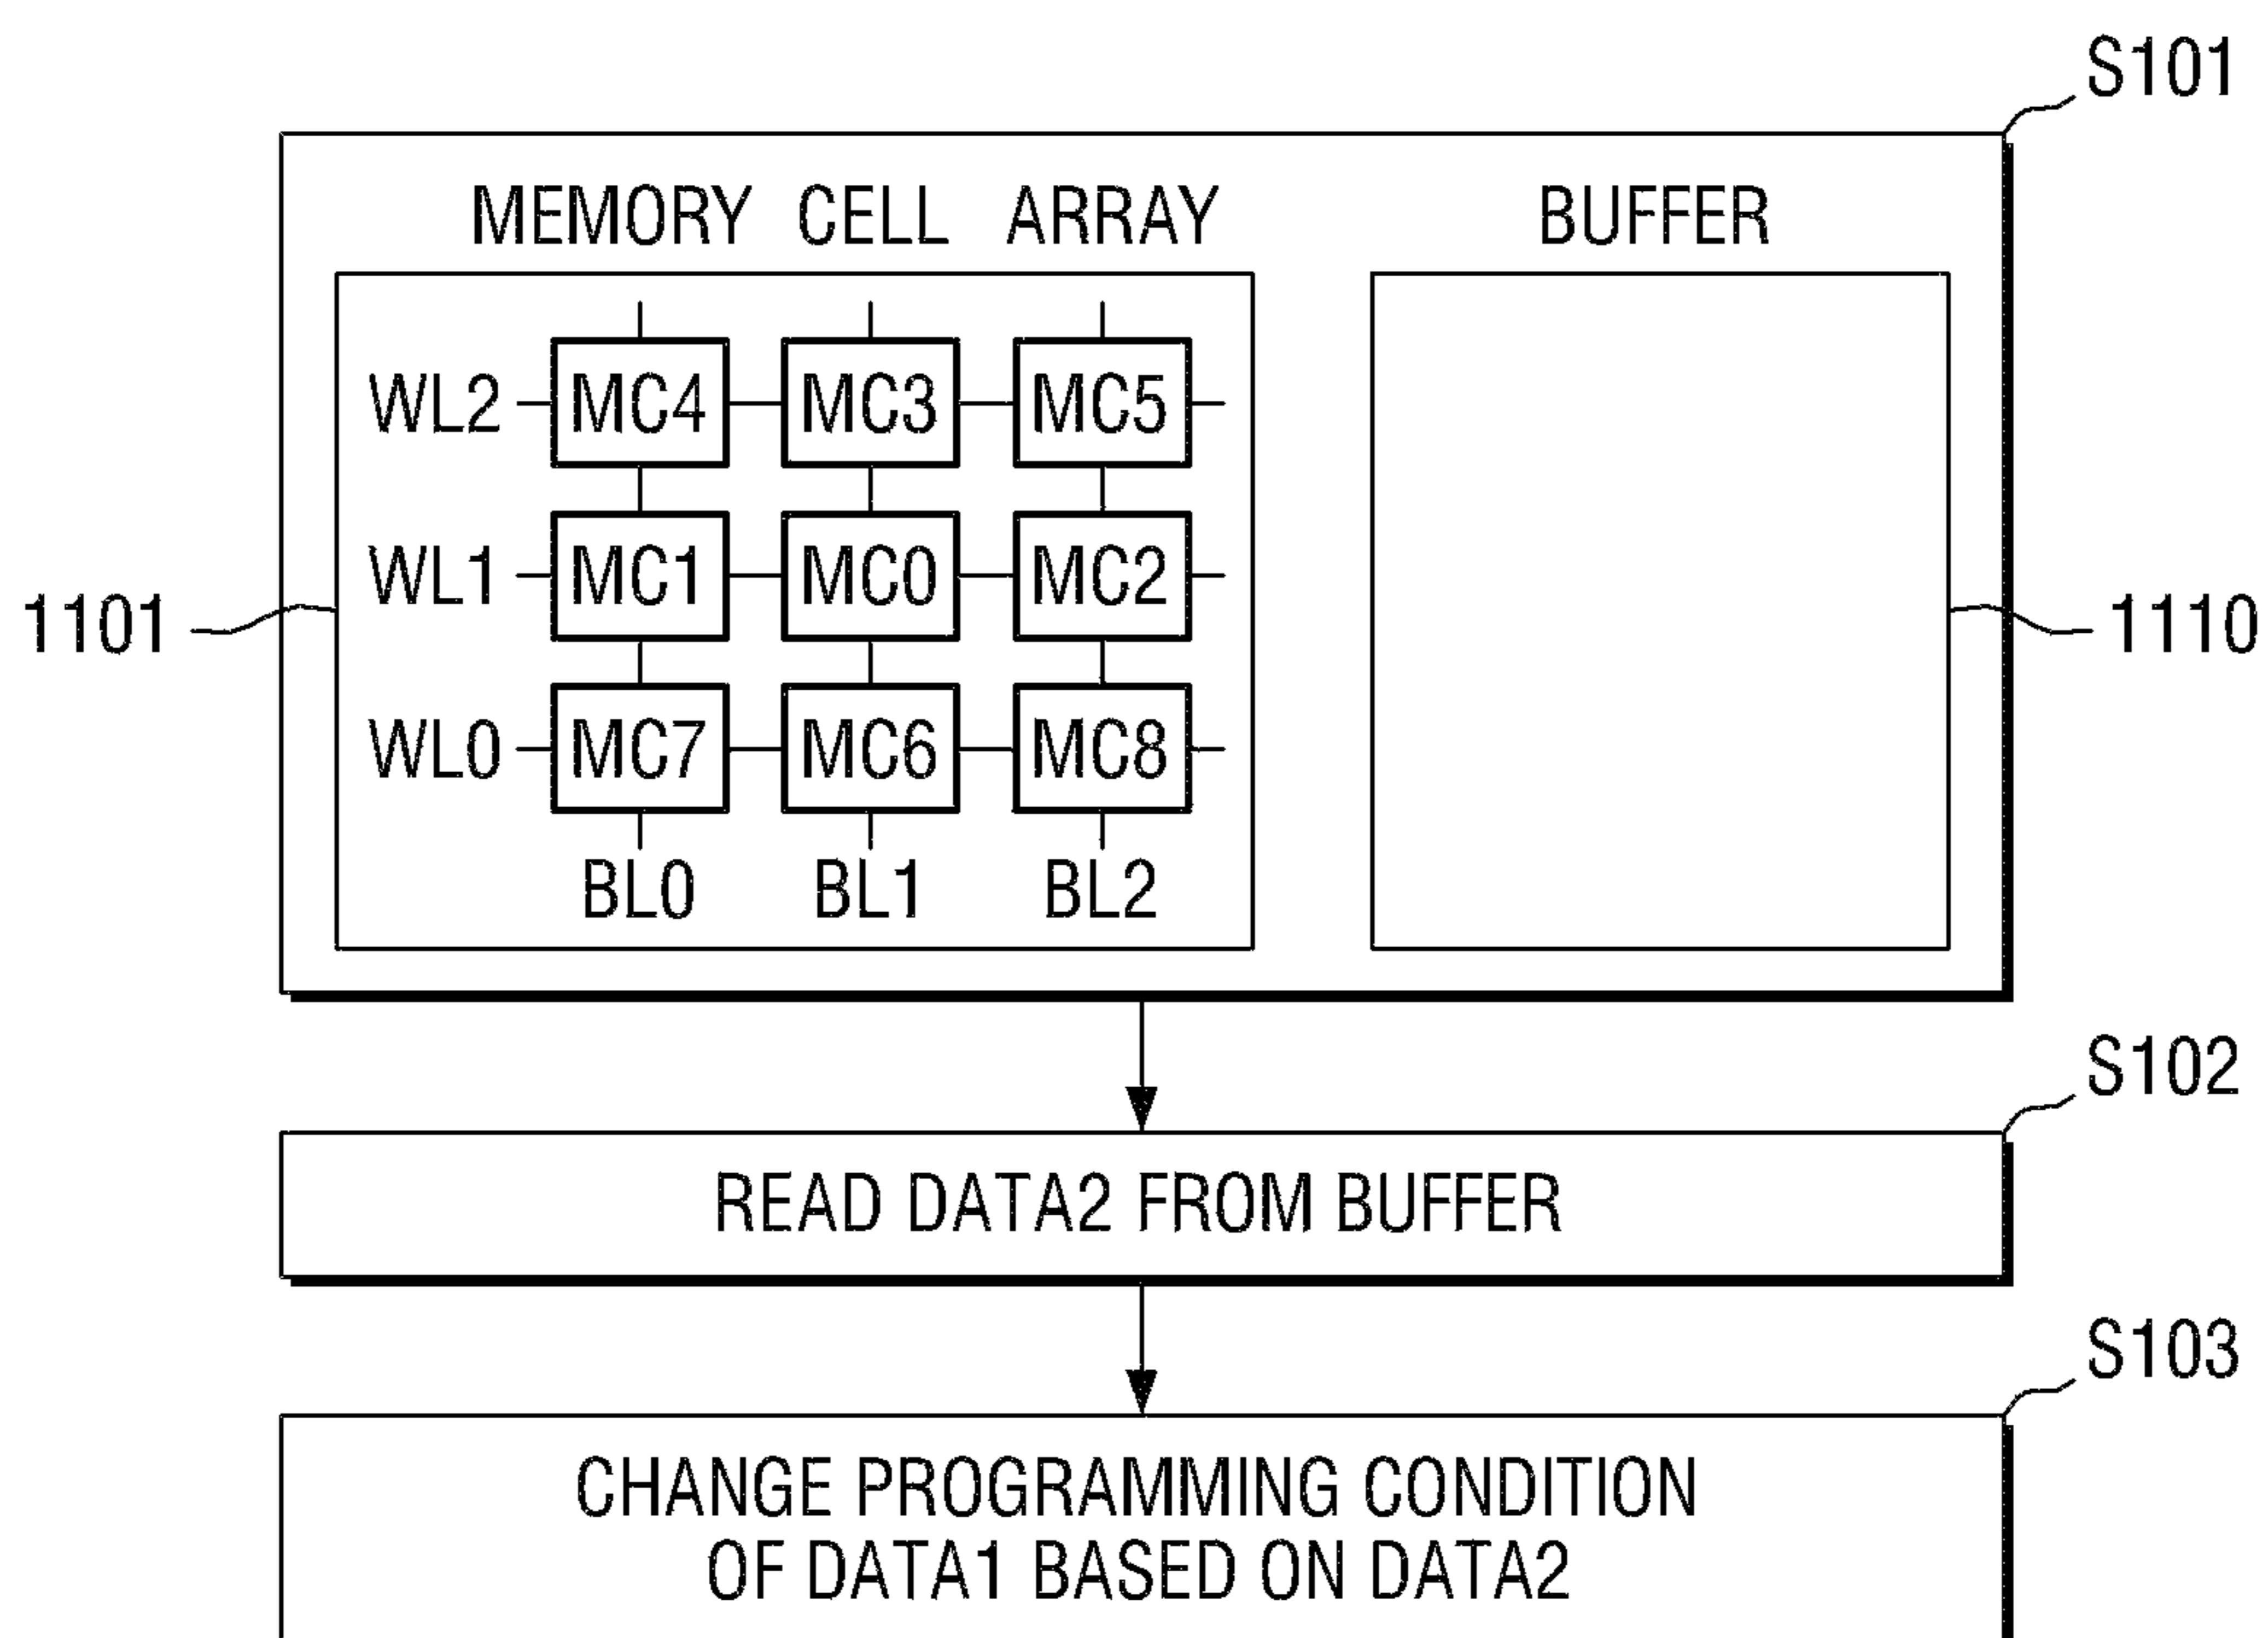 S101
MEMORY CELL ARRAY BUFFER
WL2 MC4 MC3 MC5
WL1 MC1 MC0 MC2
1101 1110
WL0 MC7 MC6 MC8
BL0 BL1 BL2
S102
READ DATA2 FROM BUFFER
S103
CHANGE PROGRAMMING CONDITION
OF DATA1 BASED ON DATA2